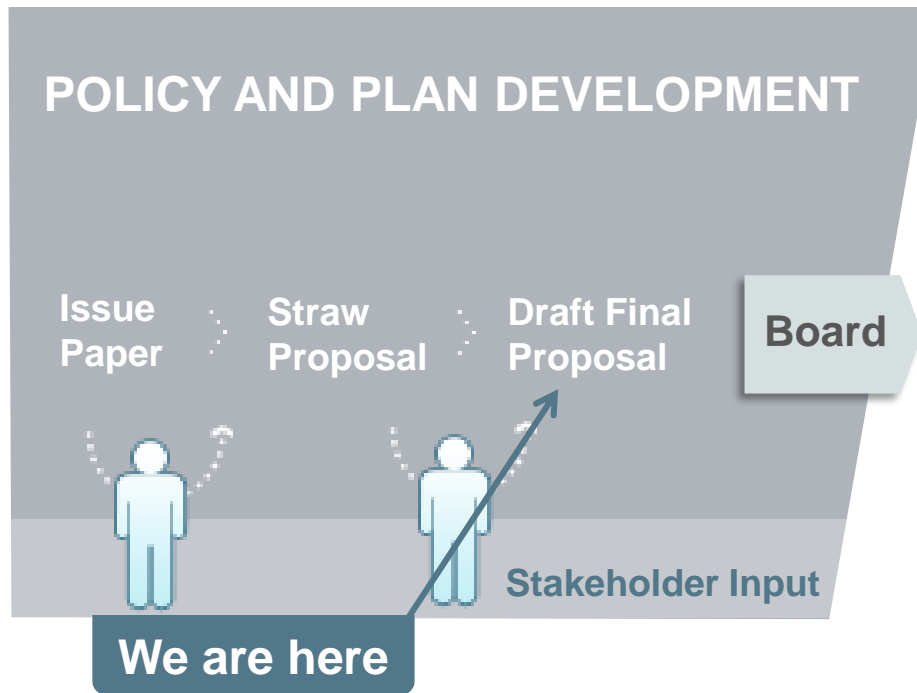 POLICY AND PLAN DEVELOPMENT
Issue
Paper
Straw
Proposal
Draft Final
Proposal
Board
Stakeholder Input
We are here